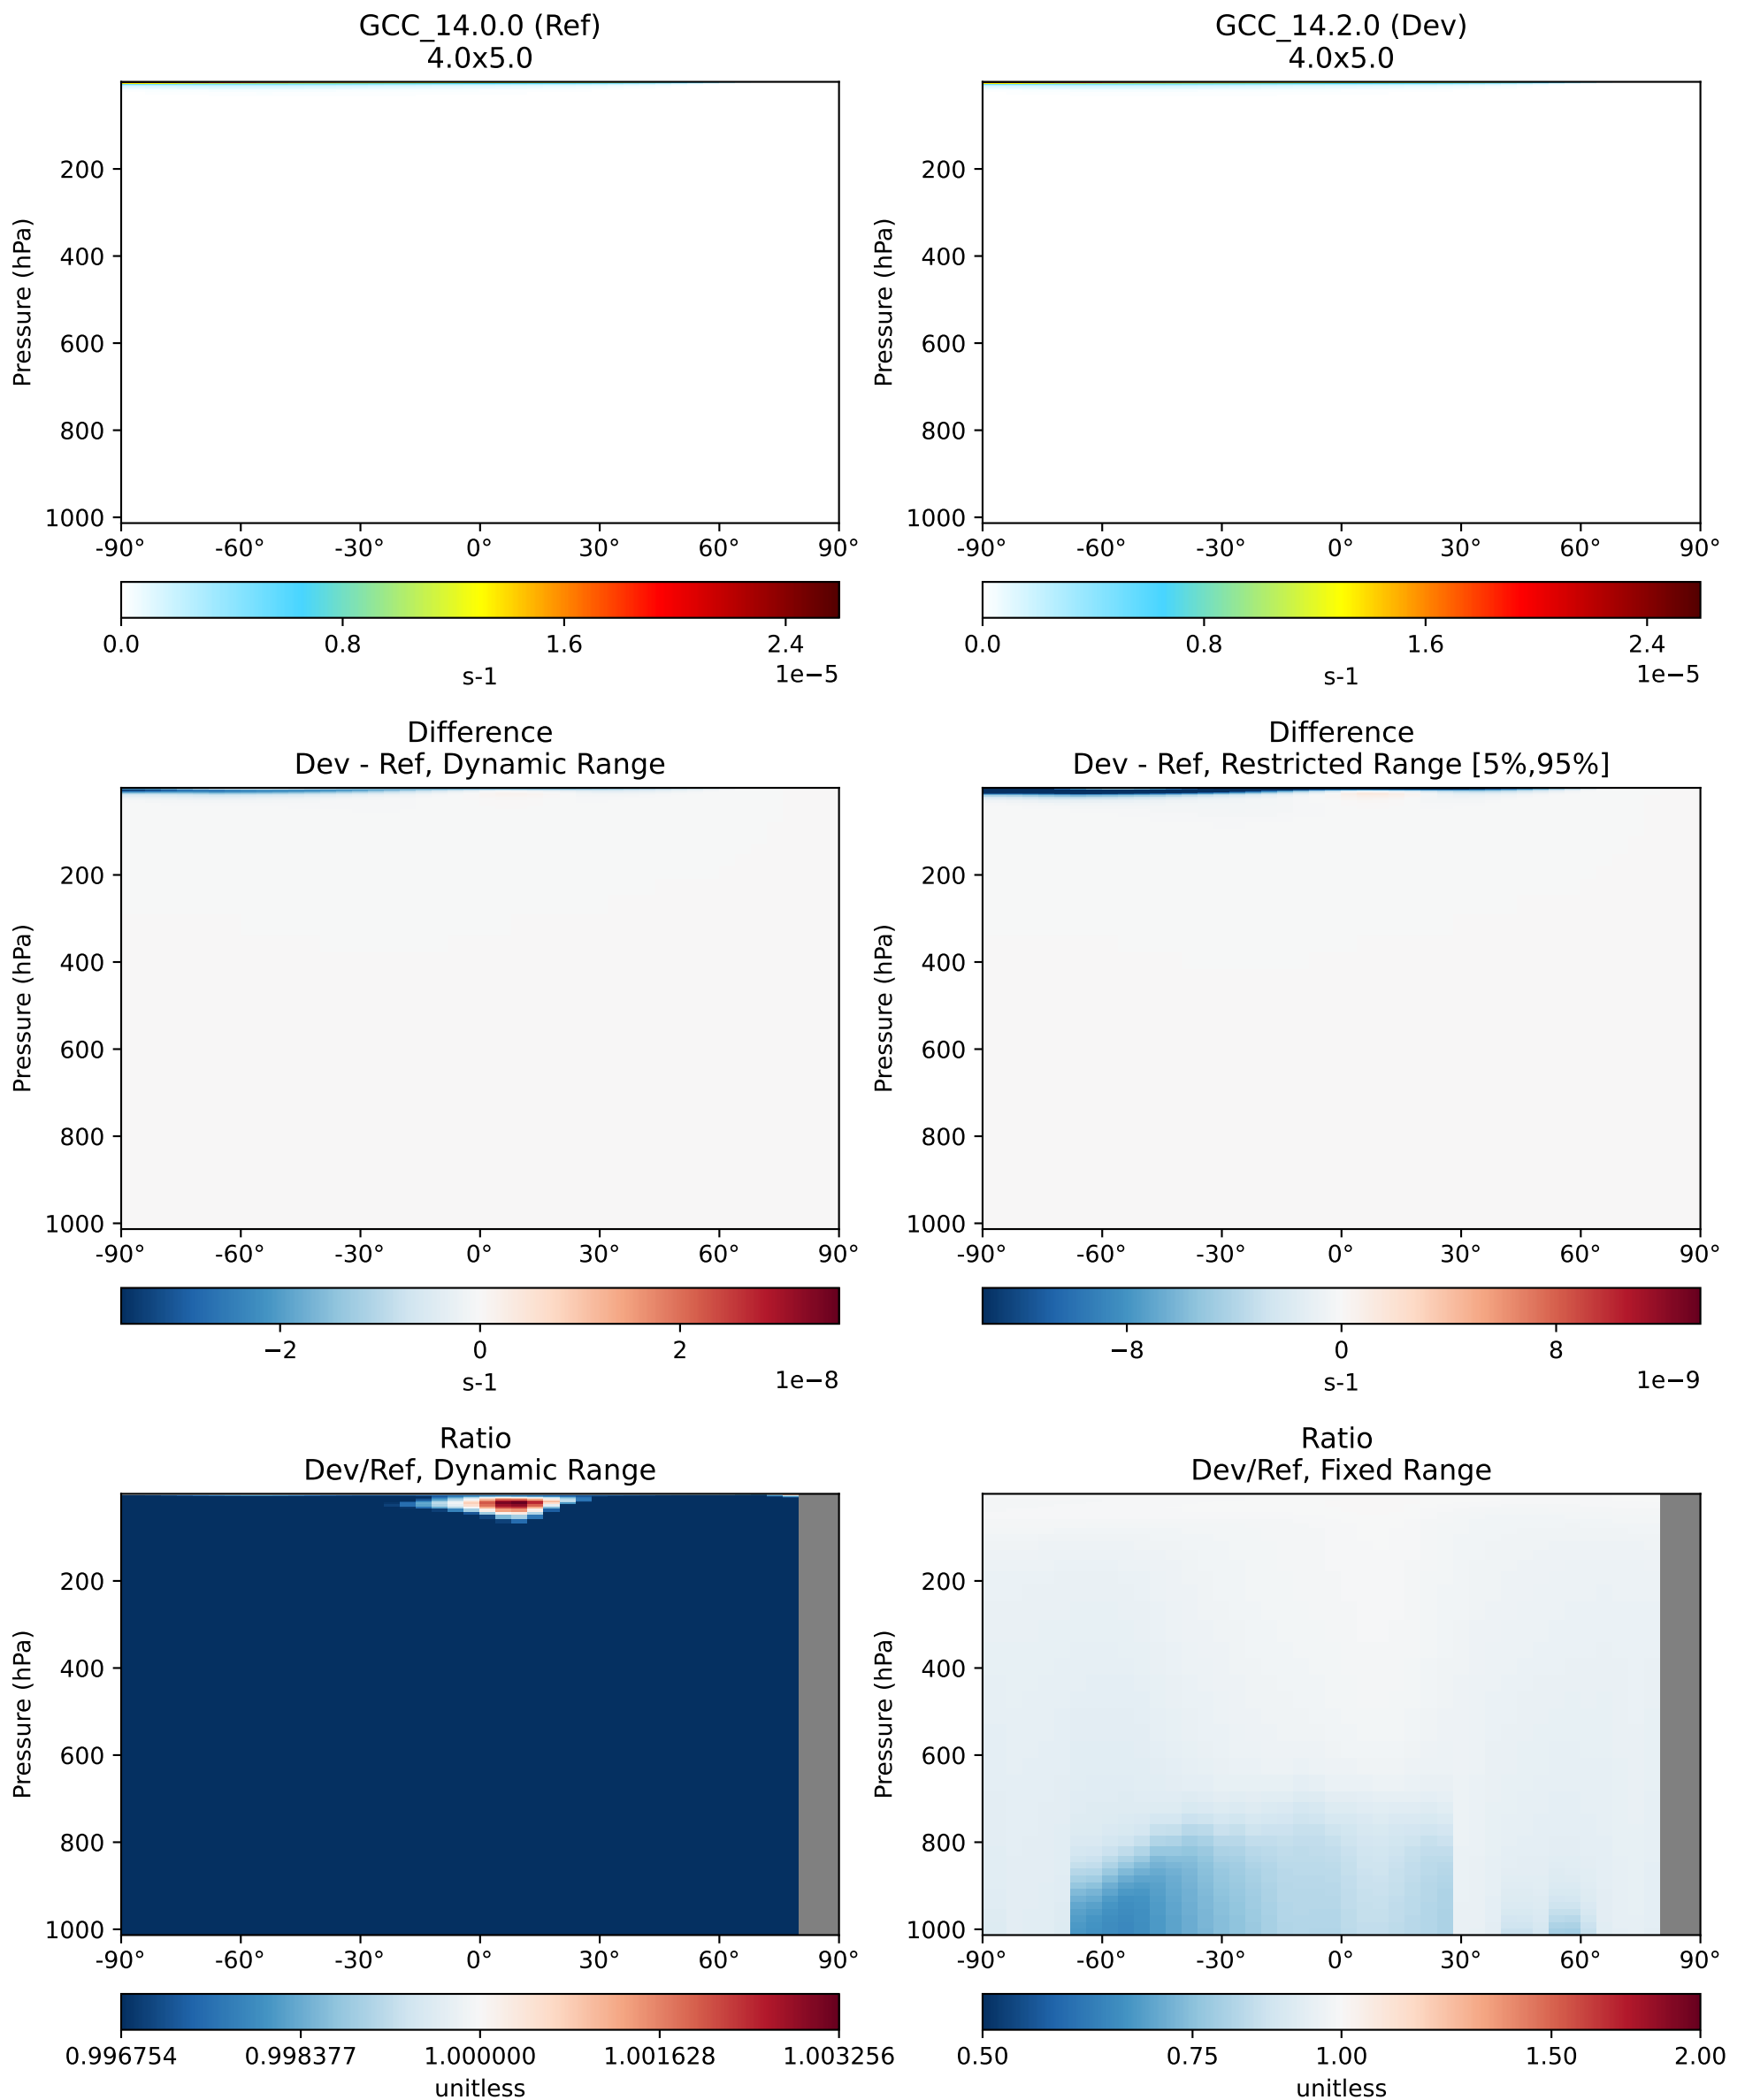 GCC_14.0.0 (Ref)
4.0x5.0
Pressure (hPa)
200
400
600
800
1000
-90° -60° -30° 0° 30° 60° 90°
0.0 0.8 1.6 2.4
1e−5
s-1
GCC_14.2.0 (Dev)
4.0x5.0
Pressure (hPa)
200
400
600
800
1000
-90° -60° -30° 0° 30° 60° 90°
0.0 0.8 1.6 2.4
1e−5
s-1
Difference
Dev - Ref, Dynamic Range
Pressure (hPa)
200
400
600
800
1000
-90° -60° -30° 0° 30° 60° 90°
−2 0 2
1e−8
s-1
Difference
Dev - Ref, Restricted Range [5%,95%]
Pressure (hPa)
200
400
600
800
1000
-90° -60° -30° 0° 30° 60° 90°
−8 0 8
1e−9
s-1
Ratio
Dev/Ref, Dynamic Range
Pressure (hPa)
200
400
600
800
1000
-90° -60° -30° 0° 30° 60° 90°
0.996754 0.998377 1.000000 1.001628 1.003256
unitless
Ratio
Dev/Ref, Fixed Range
Pressure (hPa)
200
400
600
800
1000
-90° -60° -30° 0° 30° 60° 90°
0.50 0.75 1.00 1.50 2.00
unitless